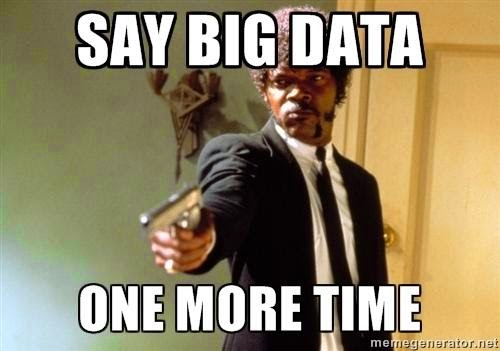 SAY BIG DATA
ONE MORE TIME
memegenerator.net